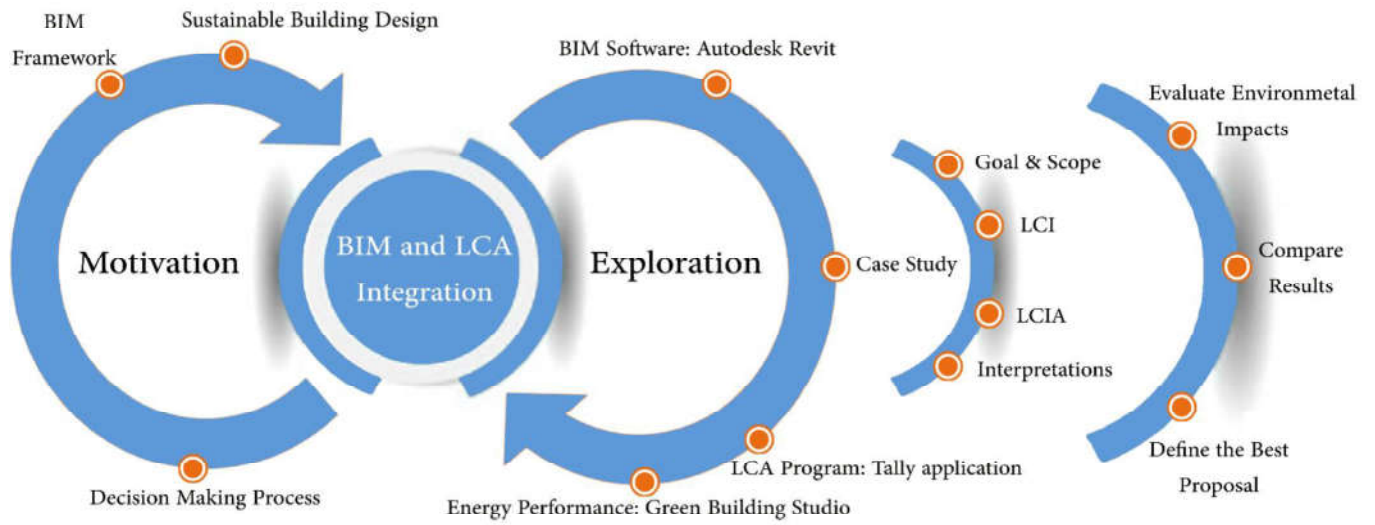 BIM
Framework
Sustainable Building Design
Motivation
Decision Making Process
BIM and LCA
Integration
BIM Software: Autodesk Revit
Exploration
Case Study
LCA Program: Tally application
Energy Performance: Green Building Studio
Goal & Scope
LCI
LCIA
Interpretations
Evaluate Environmetal
Impacts
Compare
Results
Define the Best
Proposal